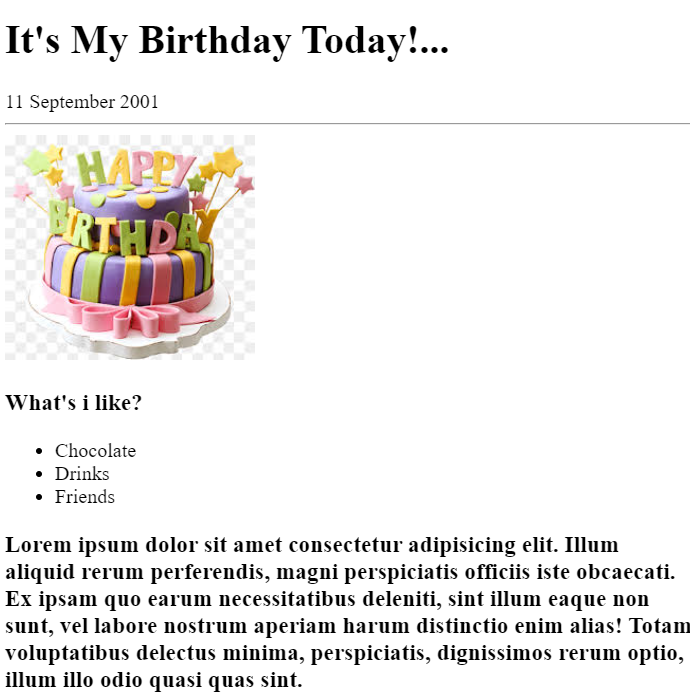 It's My Birthday Today!...
11 September 2001
HAPPY
BIRTHDAY
What's i like?
Chocolate
Drinks
Friends
Lorem ipsum dolor sit amet consectetur adipisicing elit. Illum
aliquid rerum perferendis, magni perspiciatis officiis iste obcaecati.
Ex ipsam quo earum necessitatibus deleniti, sint illum eaque non
sunt, vel labore nostrum aperiam harum distinctio enim alias! Totam
voluptatibus delectus minima, perspiciatis, dignissimos rerum optio,
illum illo odio quasi quas sint.